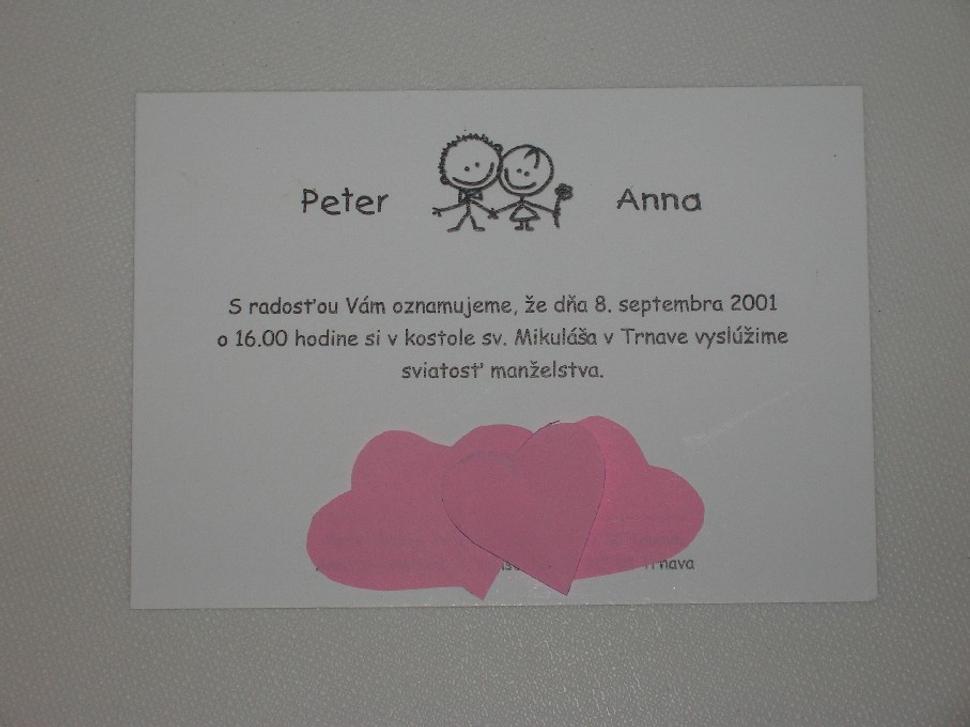 Peter Anna
S radosťou Vám oznamujeme, že dňa 8. septembra 2001
o 16.00 hodine si v kostole sv. Mikuláša v Trnave vyslúžime
sviatosť manželstva.